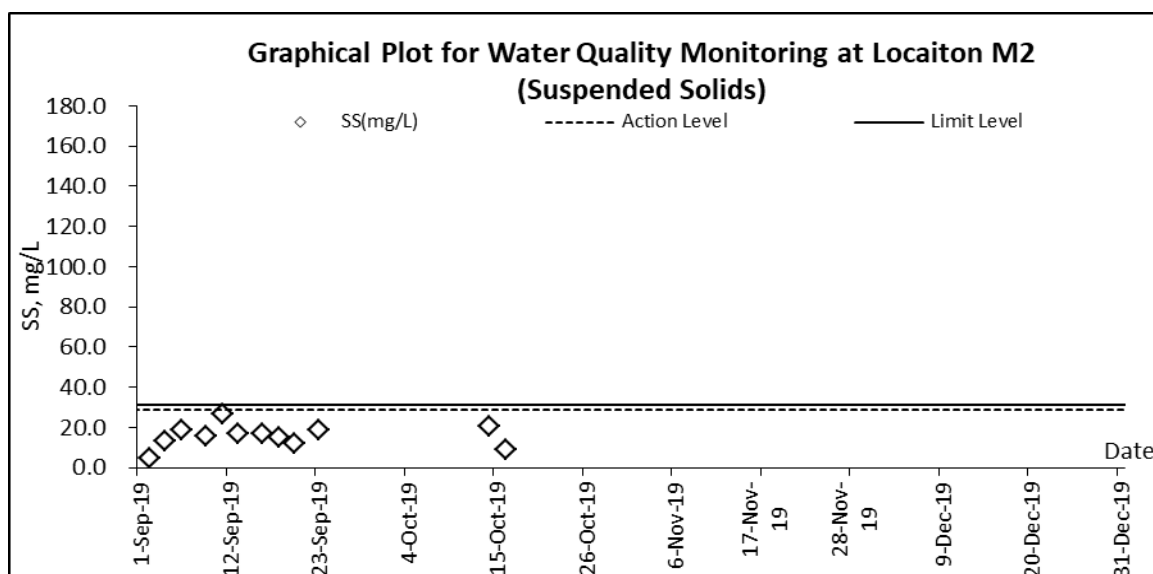 Graphical Plot for Water Quality Monitoring at Locaiton M2
(Suspended Solids)
SS(mg/L) Action Level Limit Level
SS, mg/L
180.0
160.0
140.0
120.0
100.0
80.0
60.0
40.0
20.0
0.0
Date
1-Sep-19
12-Sep-19
23-Sep-19
4-Oct-19
15-Oct-19
26-Oct-19
6-Nov-19
17-Nov-
19
28-Nov-
19
9-Dec-19
20-Dec-19
31-Dec-19